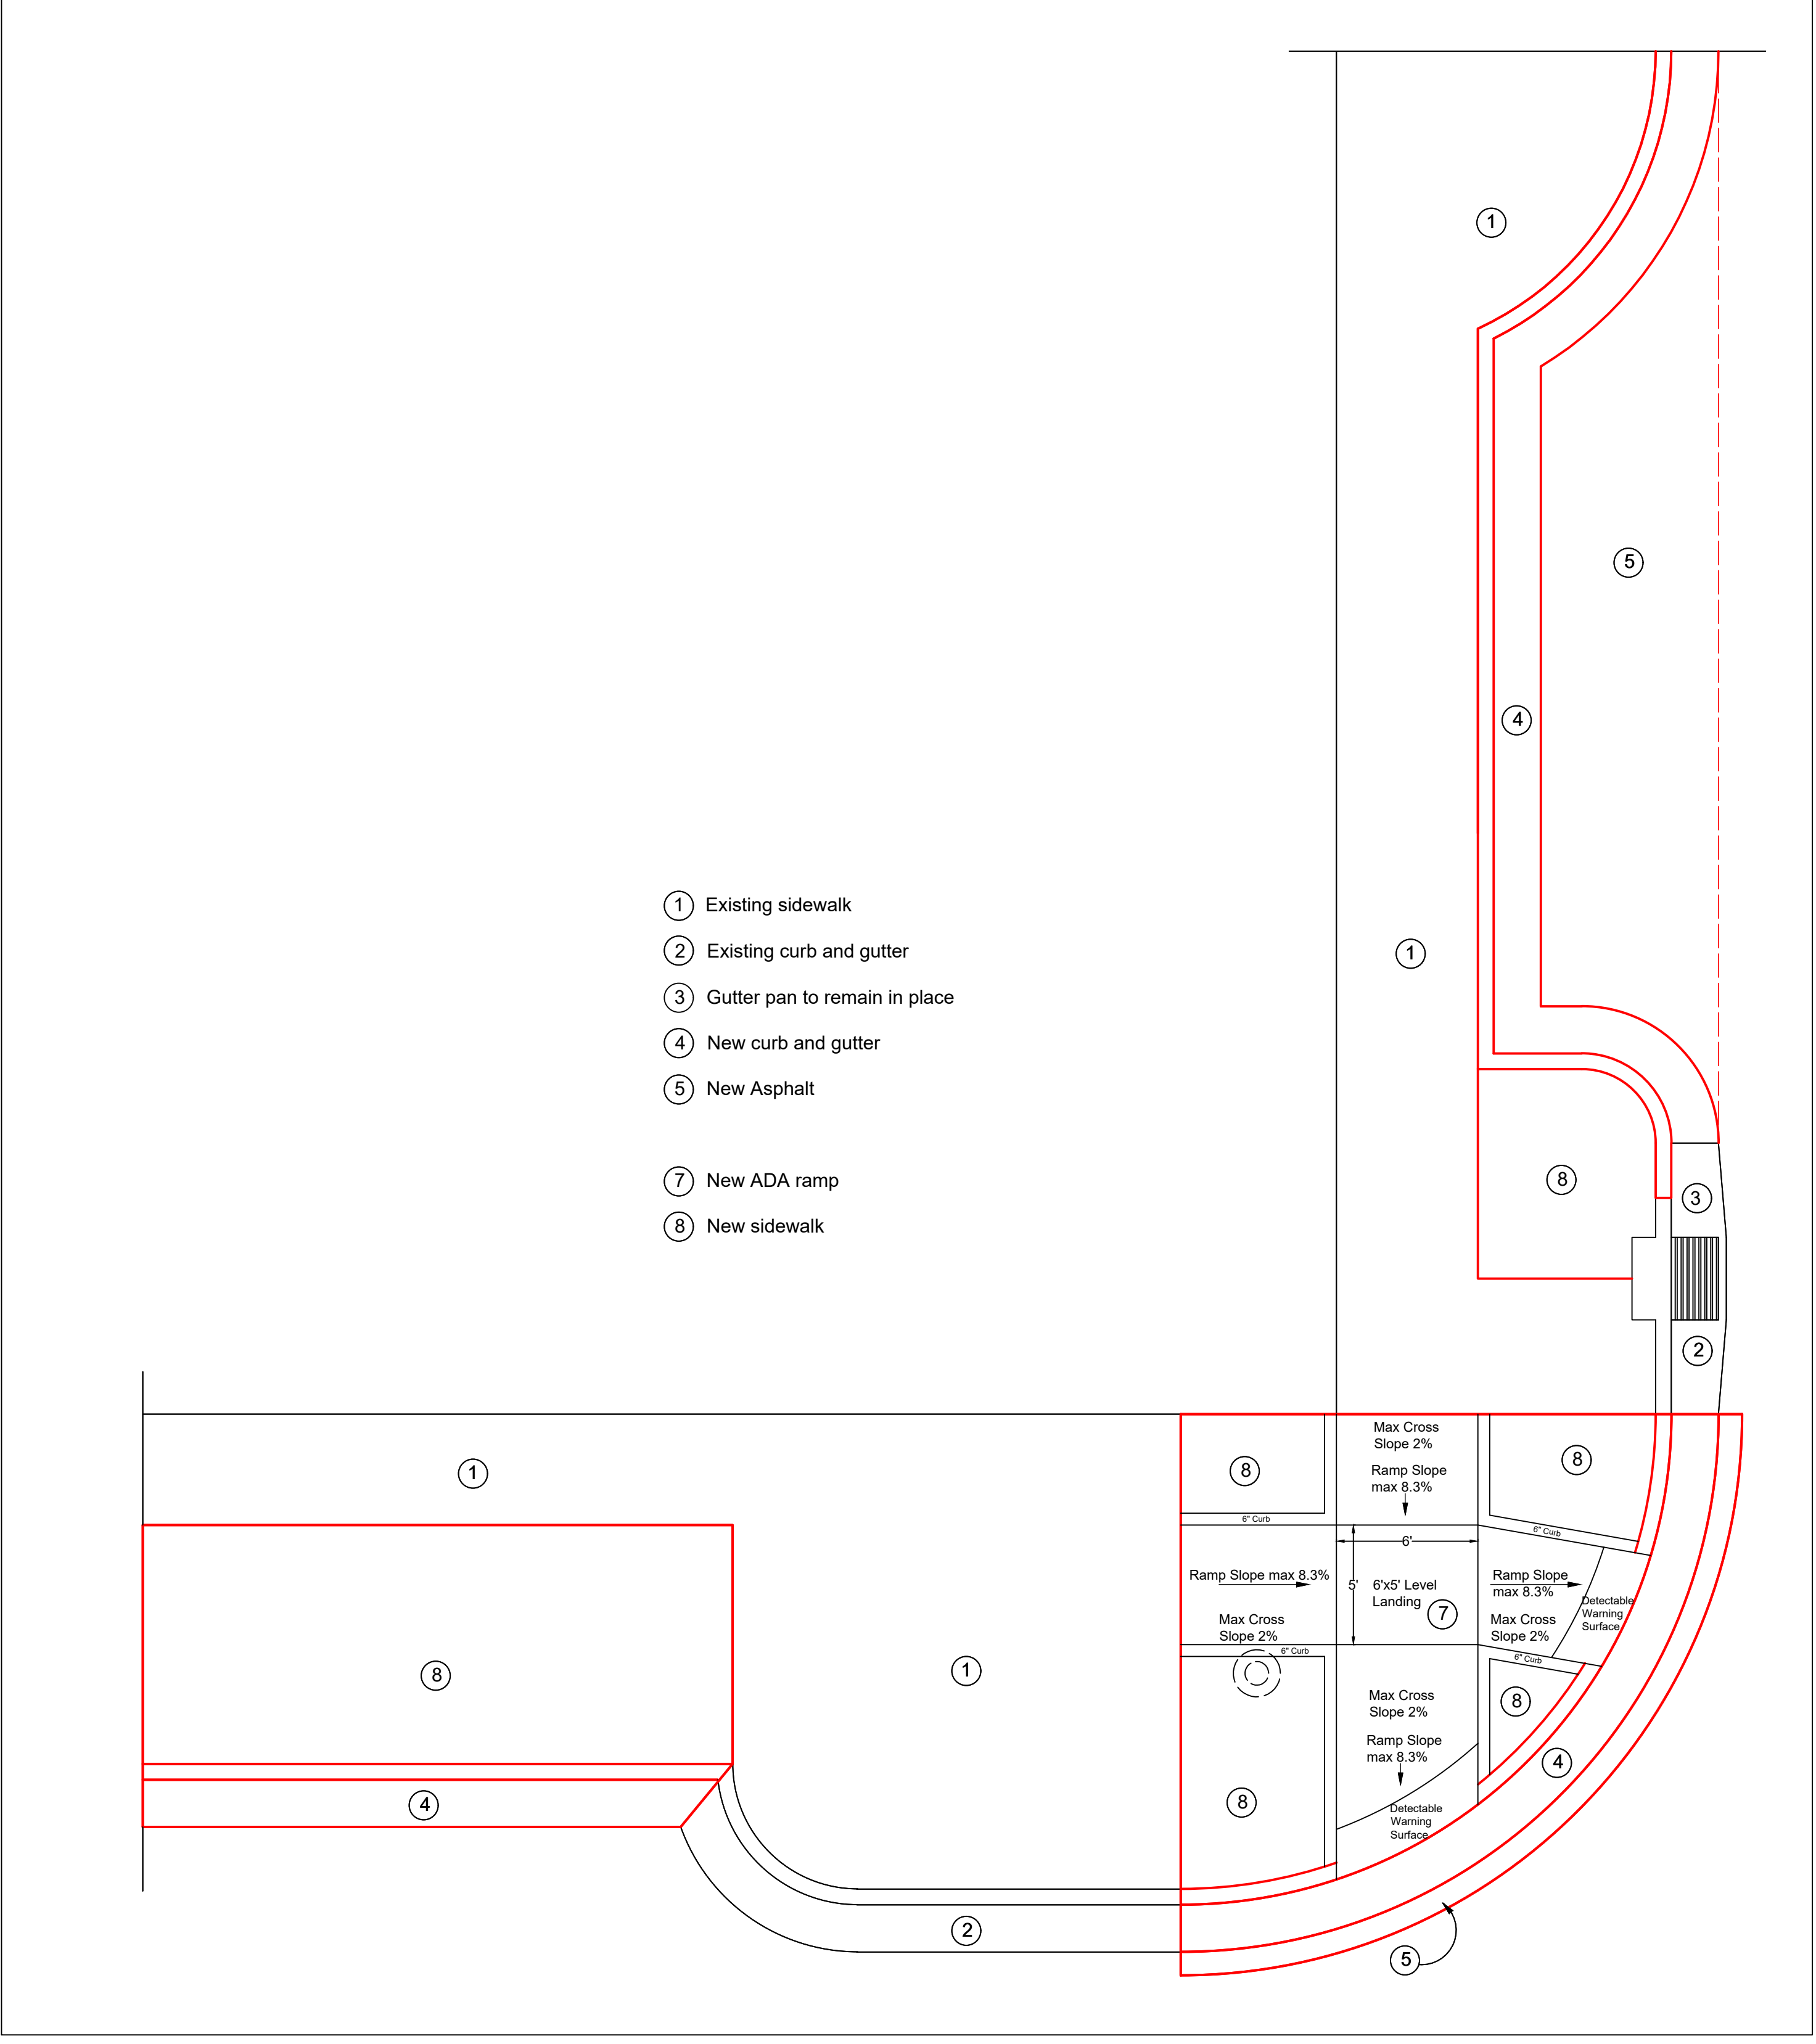 1
5
4
1 Existing sidewalk
2 Existing curb and gutter
3 Gutter pan to remain in place
4 New curb and gutter
5 New Asphalt
7 New ADA ramp
8 New sidewalk
1
8
3
2
1
8
Max Cross
Slope 2%
Ramp Slope
max 8.3%
8
6" Curb
6" Curb
6'
Ramp Slope max 8.3%
5'
6'x5' Level
Landing
7
Ramp Slope
max 8.3%
Detectable
Warning
Surface
Max Cross
Slope 2%
Max Cross
Slope 2%
6" Curb
6" Curb
8
1
Max Cross
Slope 2%
8
Ramp Slope
max 8.3%
4
4
8
Detectable
Warning
Surface
2
5